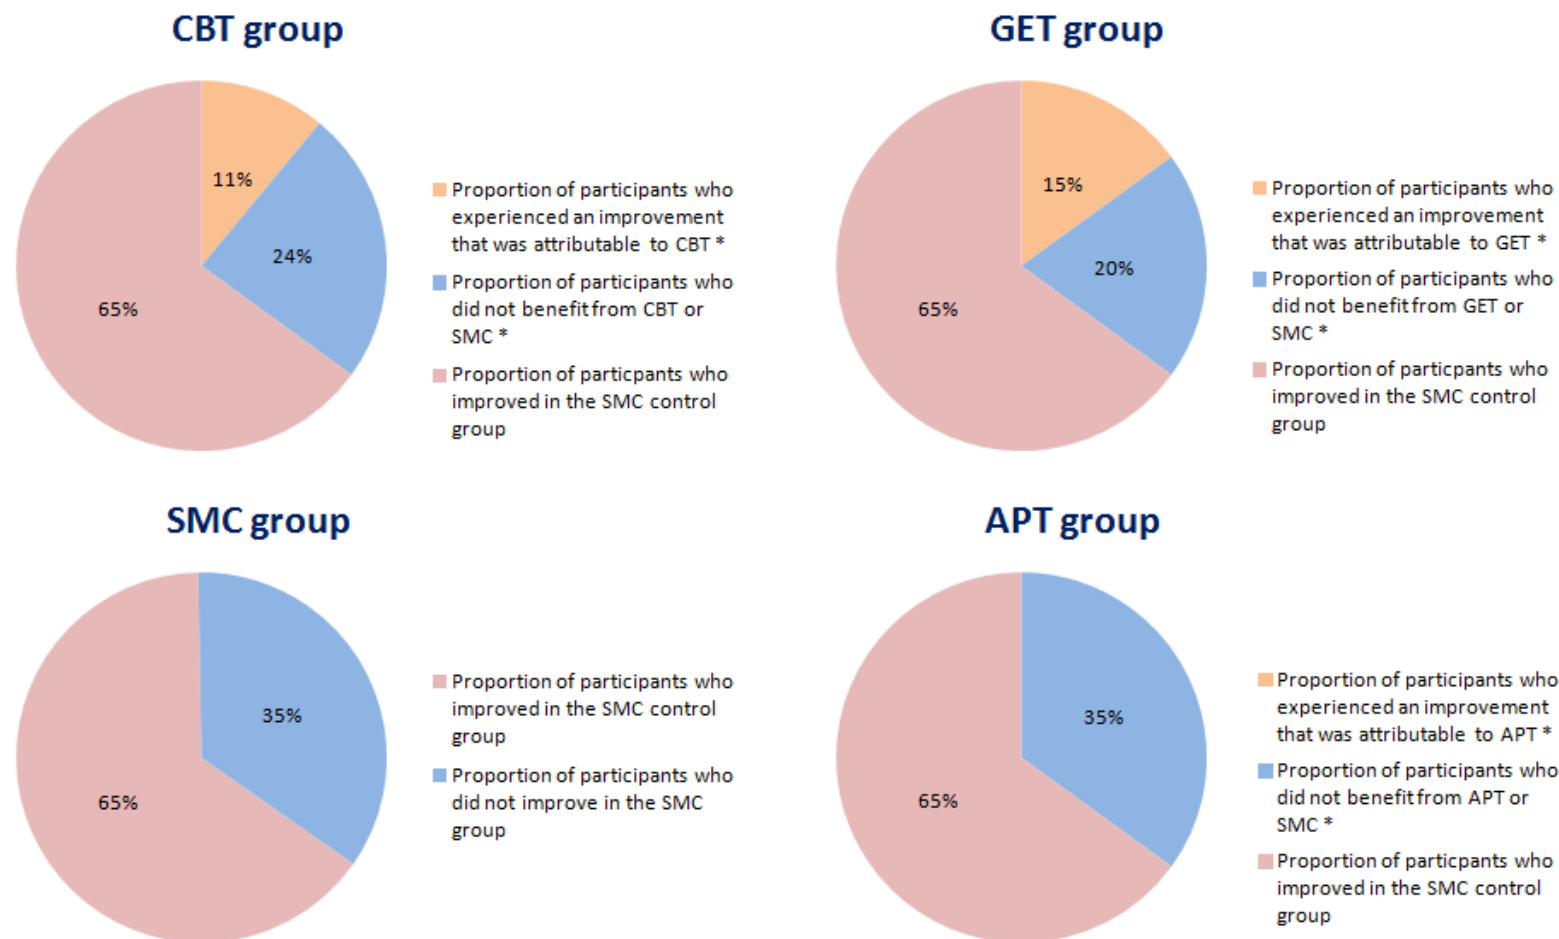 CBT group
11%
24%
65%
Proportion of participants who
experienced an improvement
that was attributable to CBT *
Proportion of participants who
did not benefit from CBT or
SMC *
Proportion of particpants who
improved in the SMC control
group
GET group
15%
20%
65%
Proportion of participants who
experienced an improvement
that was attributable to GET *
Proportion of participants who
did not benefit from GET or
SMC *
Proportion of particpants who
improved in the SMC control
group
SMC group
35%
65%
Proportion of participants who
improved in the SMC control
group
Proportion of participants who
did not improve in the SMC
group
APT group
35%
65%
Proportion of participants who
experienced an improvement
that was attributable to APT *
Proportion of participants who
did not benefit from APT or
SMC *
Proportion of particpants who
improved in the SMC control
group